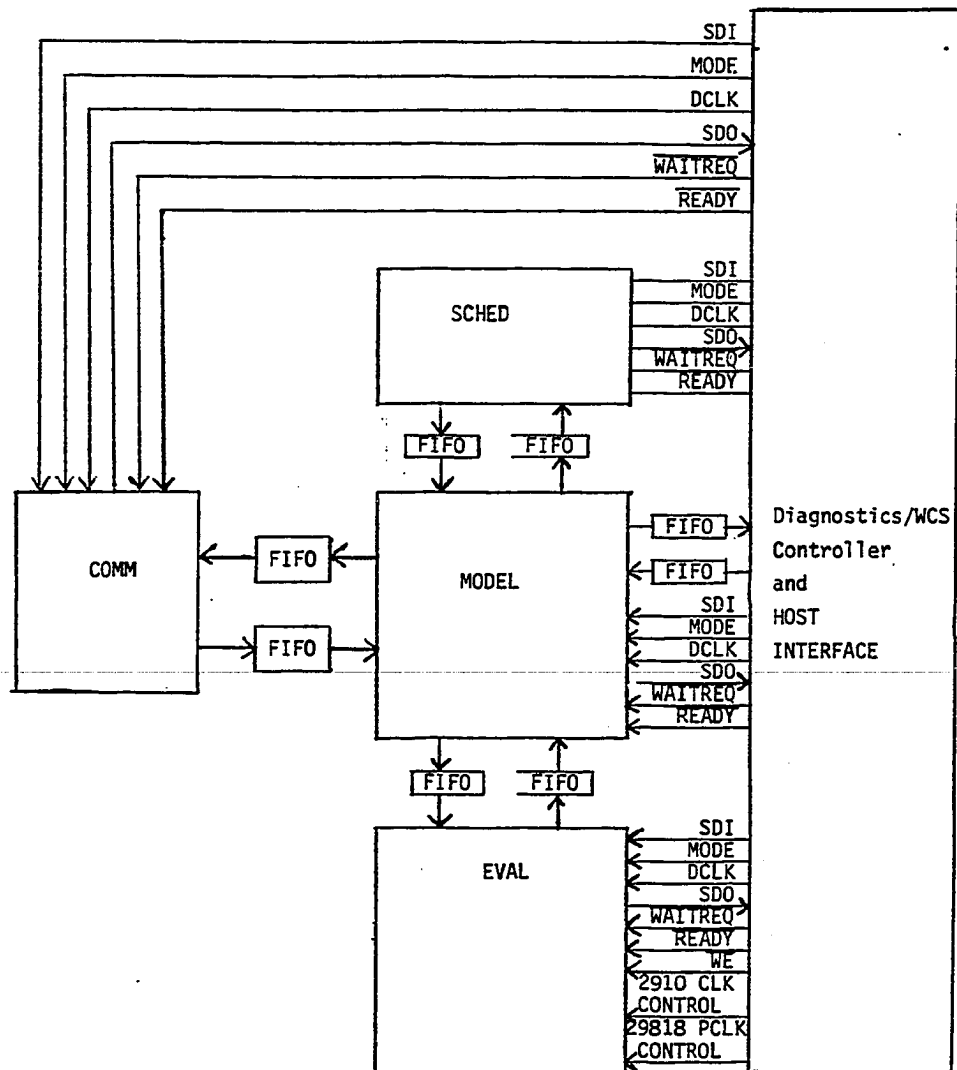 SDI
MODE
DCLK
SDO
WAITREQ
READY
SCHED
SDI
MODE
DCLK
SDO
WAITREQ
READY
FIFO
FIFO
COMM
FIFO
FIFO
MODEL
FIFO
FIFO
Diagnostics/WCS
Controller
and
HOST
INTERFACE
SDI
MODE
DCLK
SDO
WAITREQ
READY
FIFO
FIFO
EVAL
SDI
MODE
DCLK
SDO
WAITREQ
READY
WE
2910 CLK
CONTROL
29818 PCLK
CONTROL